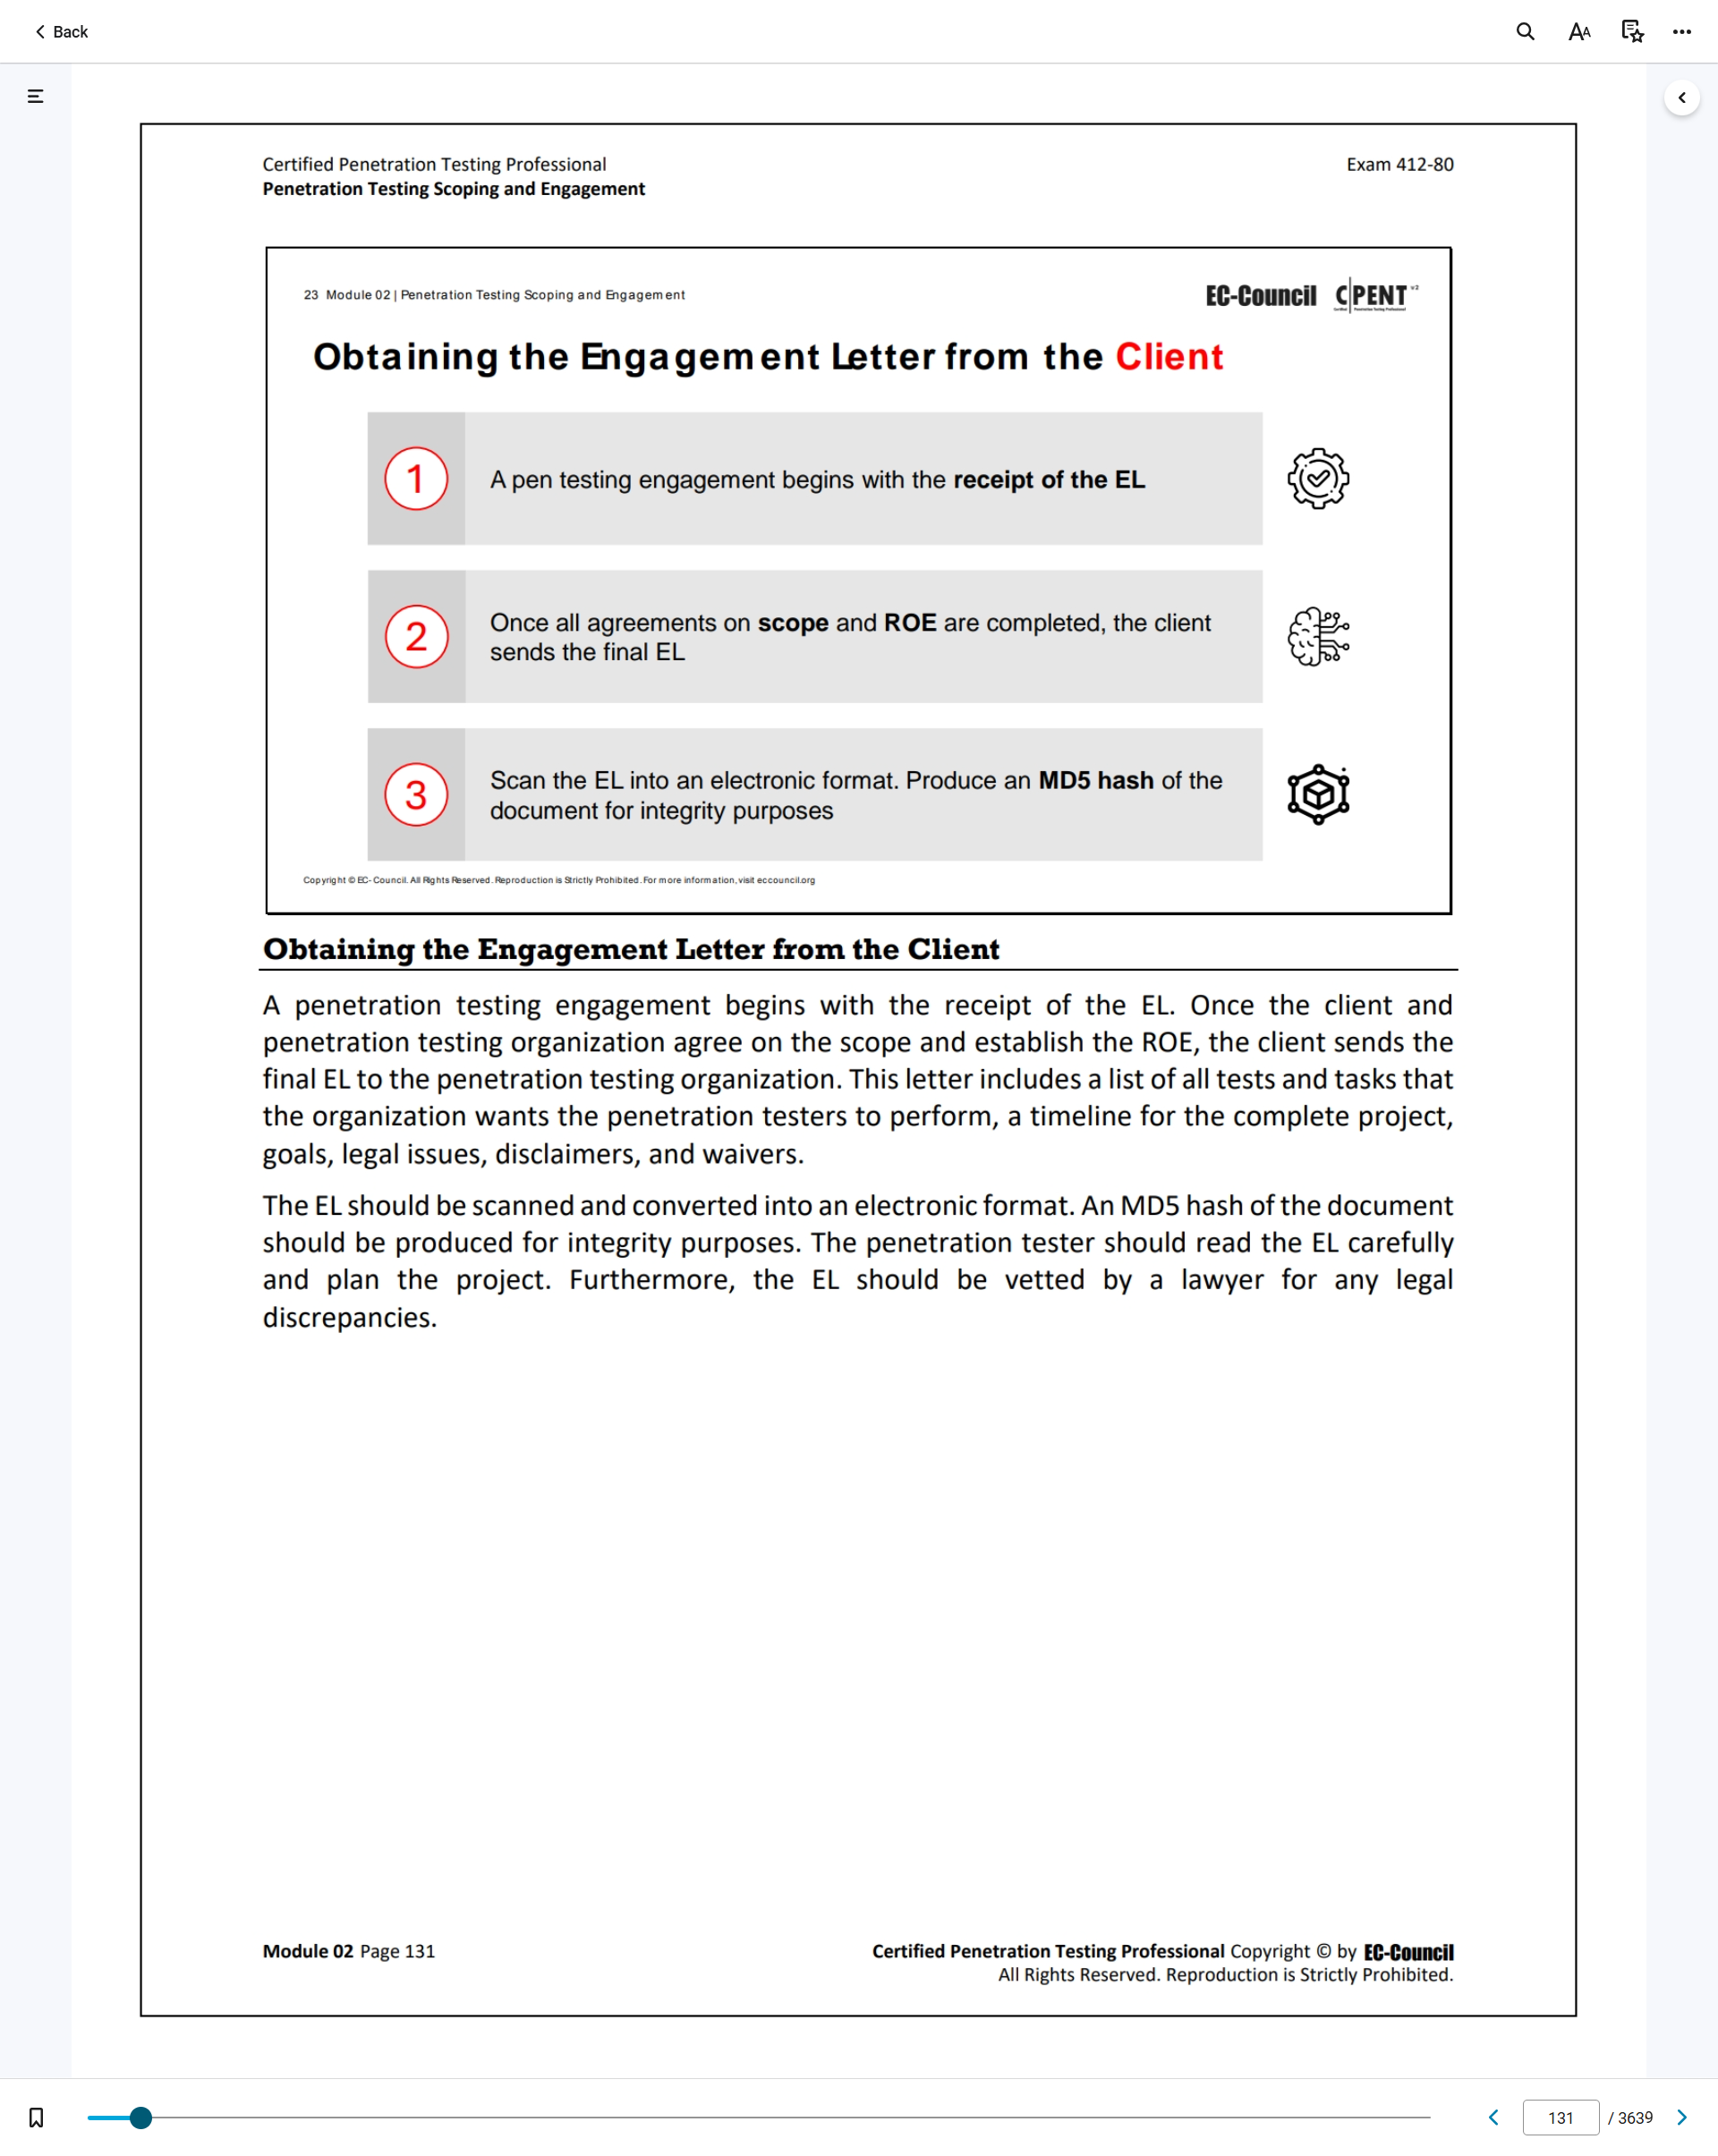 Back
Certified Penetration Testing Professional
Exam 412-80
Penetration Testing Scoping and Engagement
23 Module 02 | Penetration Testing Scoping and Engagement
EC-Council C|PENT v2
Obtaining the Engagement Letter from the Client
1
A pen testing engagement begins with the receipt of the EL
2
Once all agreements on scope and ROE are completed, the client
sends the final EL
3
Scan the EL into an electronic format. Produce an MD5 hash of the
document for integrity purposes
Copyright © EC-Council. All Rights Reserved. Reproduction is Strictly Prohibited. For more information, visit eccouncil.org
Obtaining the Engagement Letter from the Client
A penetration testing engagement begins with the receipt of the EL. Once the client and
penetration testing organization agree on the scope and establish the ROE, the client sends the
final EL to the penetration testing organization. This letter includes a list of all tests and tasks that
the organization wants the penetration testers to perform, a timeline for the complete project,
goals, legal issues, disclaimers, and waivers.
The EL should be scanned and converted into an electronic format. An MD5 hash of the document
should be produced for integrity purposes. The penetration tester should read the EL carefully
and plan the project. Furthermore, the EL should be vetted by a lawyer for any legal
discrepancies.
Module 02 Page 131
Certified Penetration Testing Professional Copyright © by EC-Council
All Rights Reserved. Reproduction is Strictly Prohibited.
131 / 3639